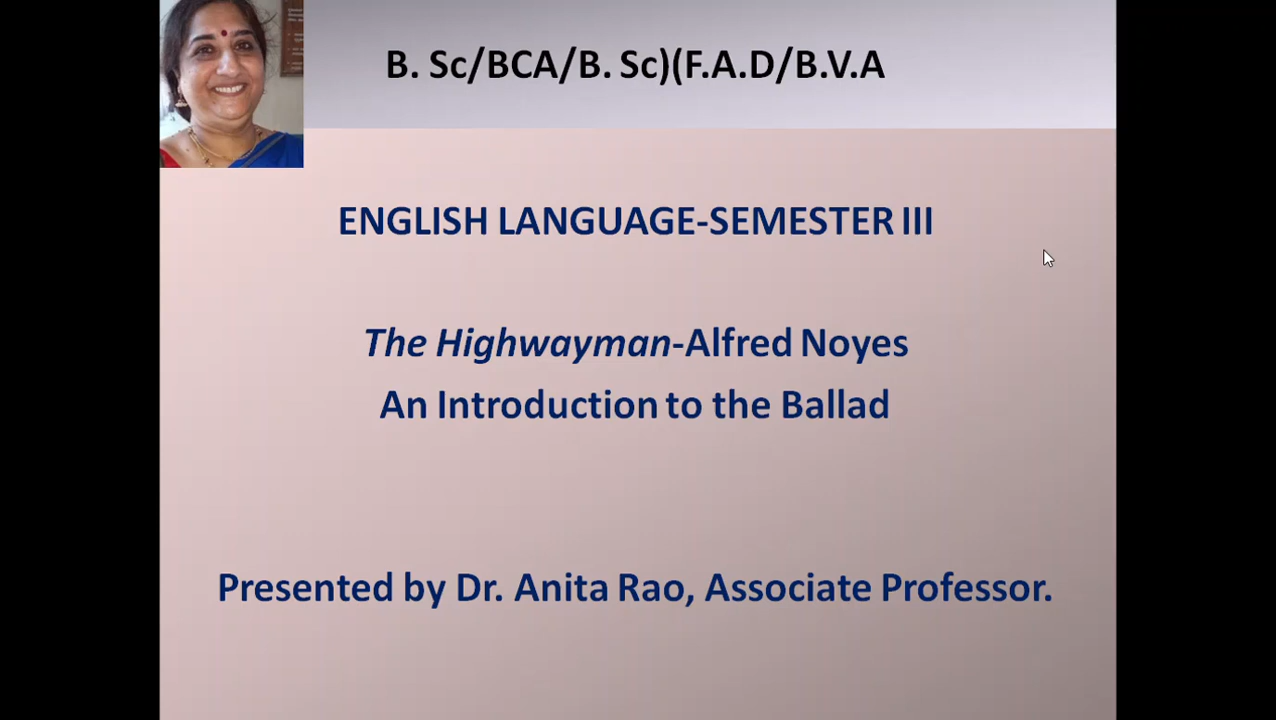 B. Sc/BCA/B. Sc)(F.A.D/B.V.A
ENGLISH LANGUAGE-SEMESTER III
The Highwayman-Alfred Noyes
An Introduction to the Ballad
Presented by Dr. Anita Rao, Associate Professor.